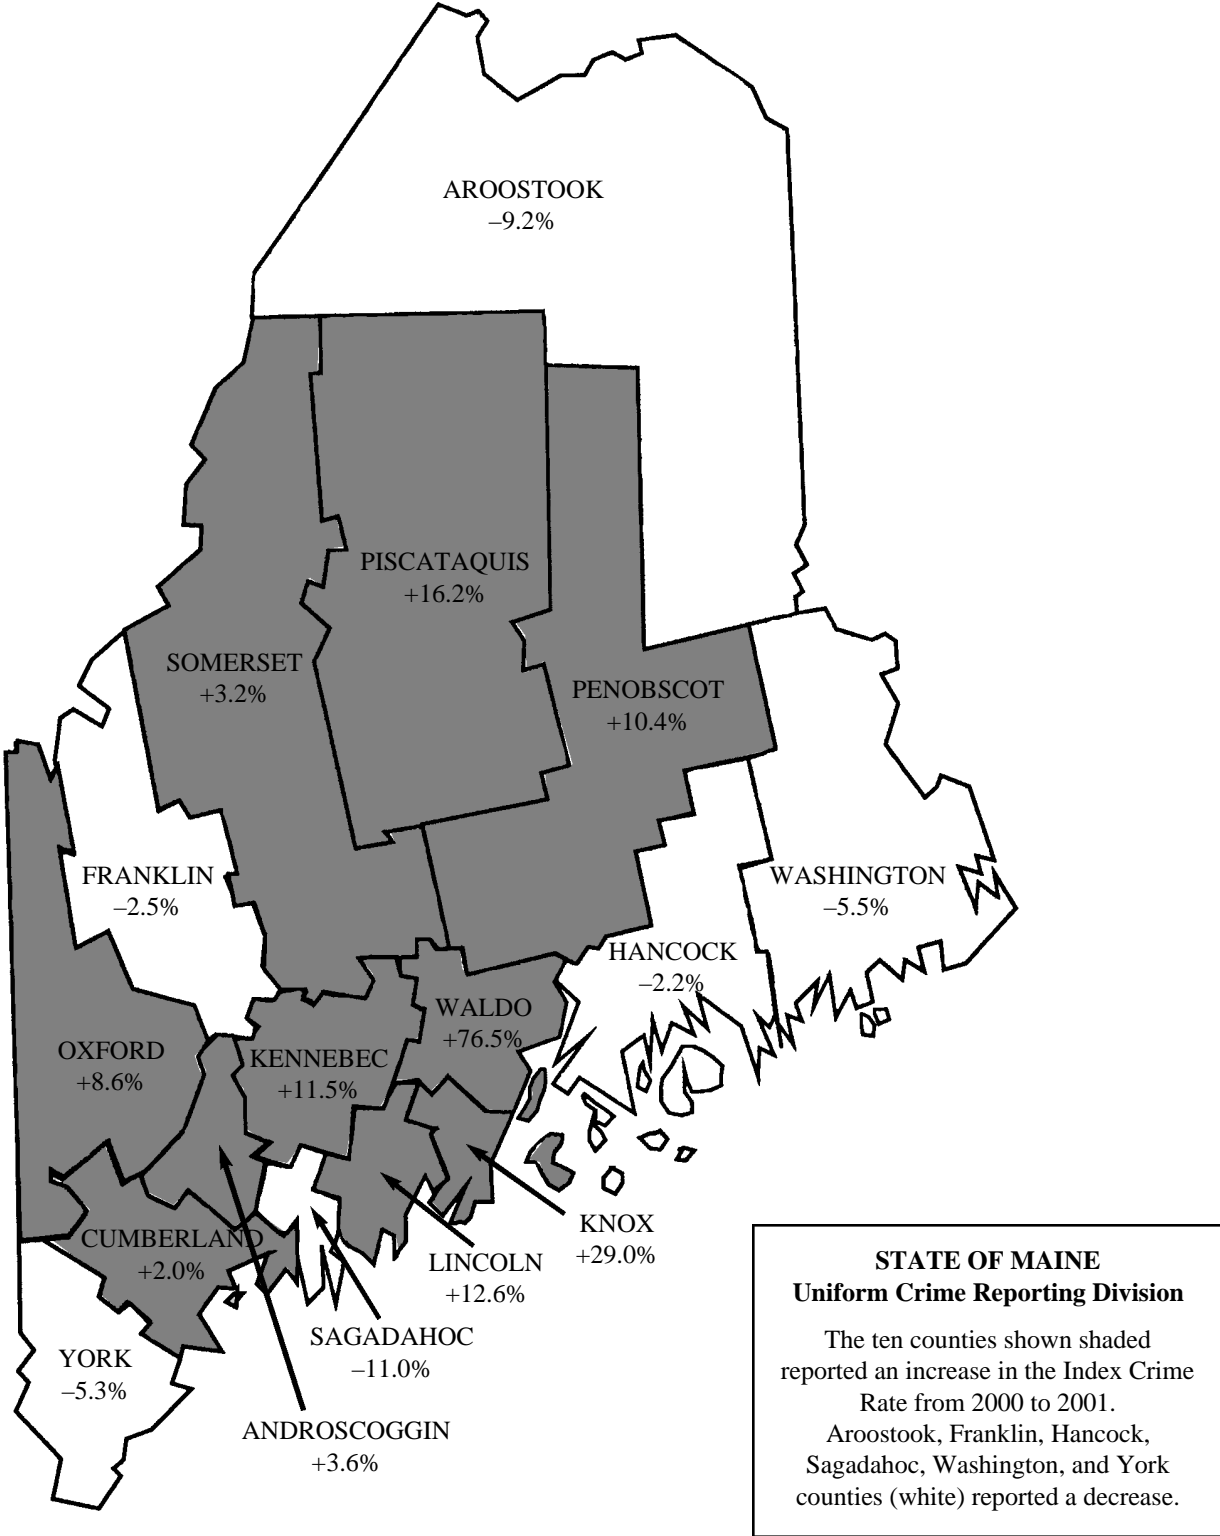 AROOSTOOK
–9.2%
PISCATAQUIS
+16.2%
SOMERSET
+3.2%
PENOBSCOT
+10.4%
FRANKLIN
–2.5%
WASHINGTON
–5.5%
HANCOCK
–2.2%
WALDO
+76.5%
OXFORD
+8.6%
KENNEBEC
+11.5%
KNOX
+29.0%
CUMBERLAND
+2.0%
LINCOLN
+12.6%
SAGADAHOC
–11.0%
YORK
–5.3%
ANDROSCOGGIN
+3.6%
STATE OF MAINE
Uniform Crime Reporting Division
The ten counties shown shaded
reported an increase in the Index Crime
Rate from 2000 to 2001.
Aroostook, Franklin, Hancock,
Sagadahoc, Washington, and York
counties (white) reported a decrease.